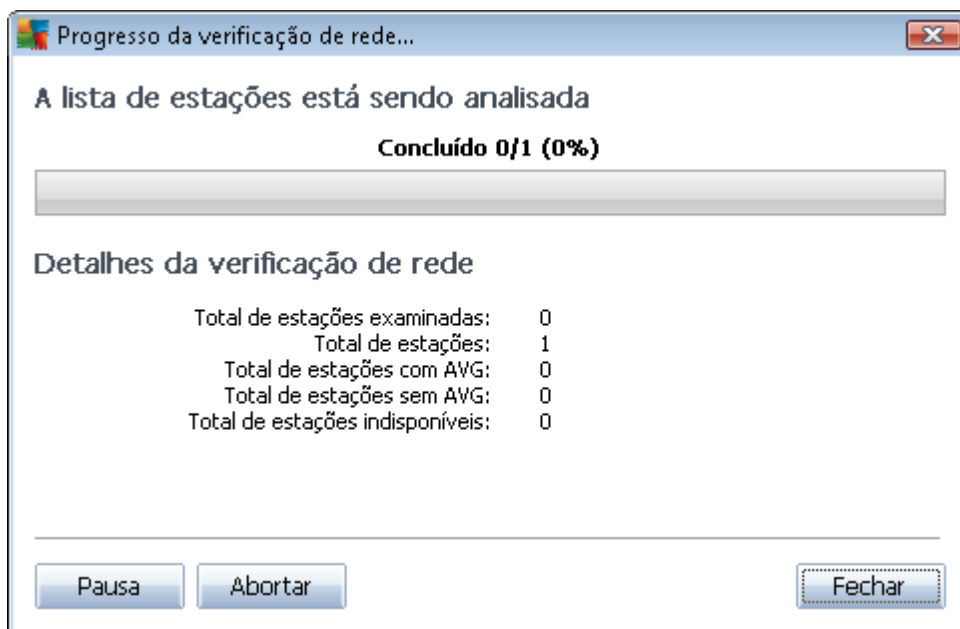 Progresso da verificação de rede...
A lista de estações está sendo analisada
Concluído 0/1 (0%)
Detalhes da verificação de rede
Total de estações examinadas: 0
Total de estações: 1
Total de estações com AVG: 0
Total de estações sem AVG: 0
Total de estações indisponíveis: 0
Pausa Abortar Fechar